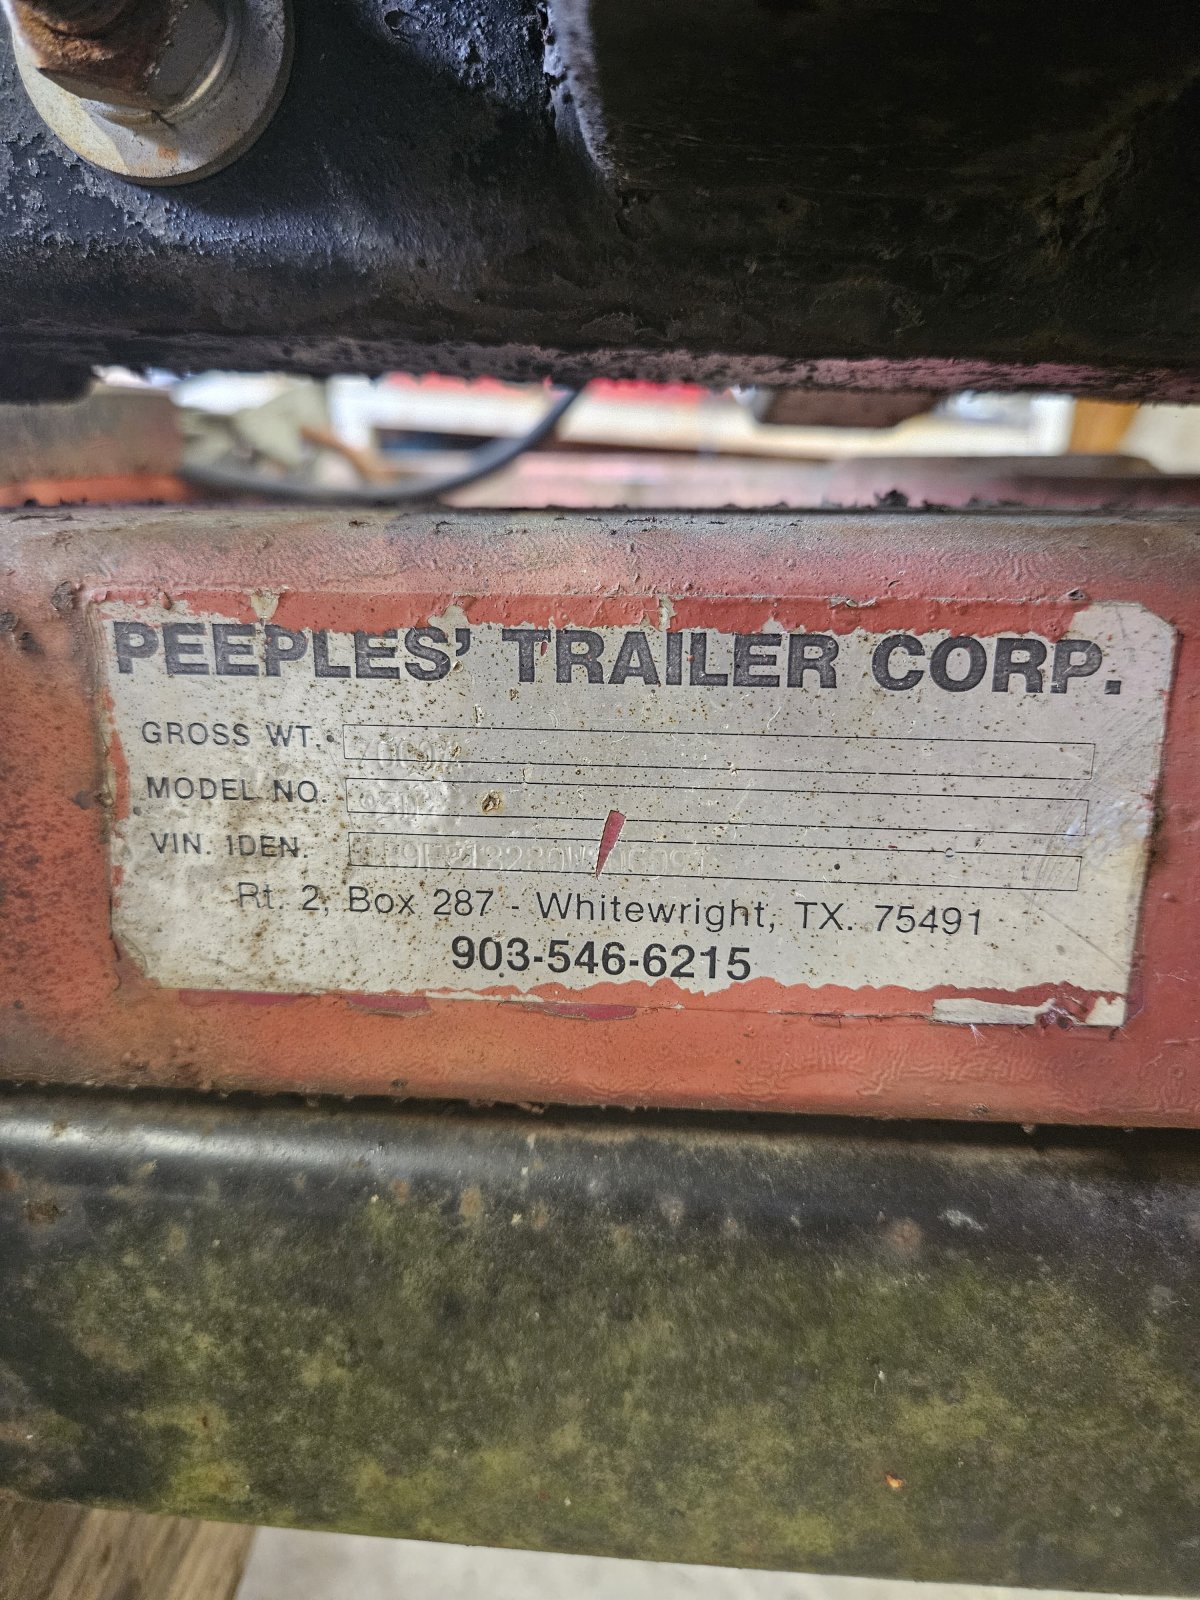 PEEPLES' TRAILER CORP.
GROSS WT.
MODEL NO.
VIN. IDEN.
Rt. 2, Box 287 - Whitewright, TX. 75491
903-546-6215